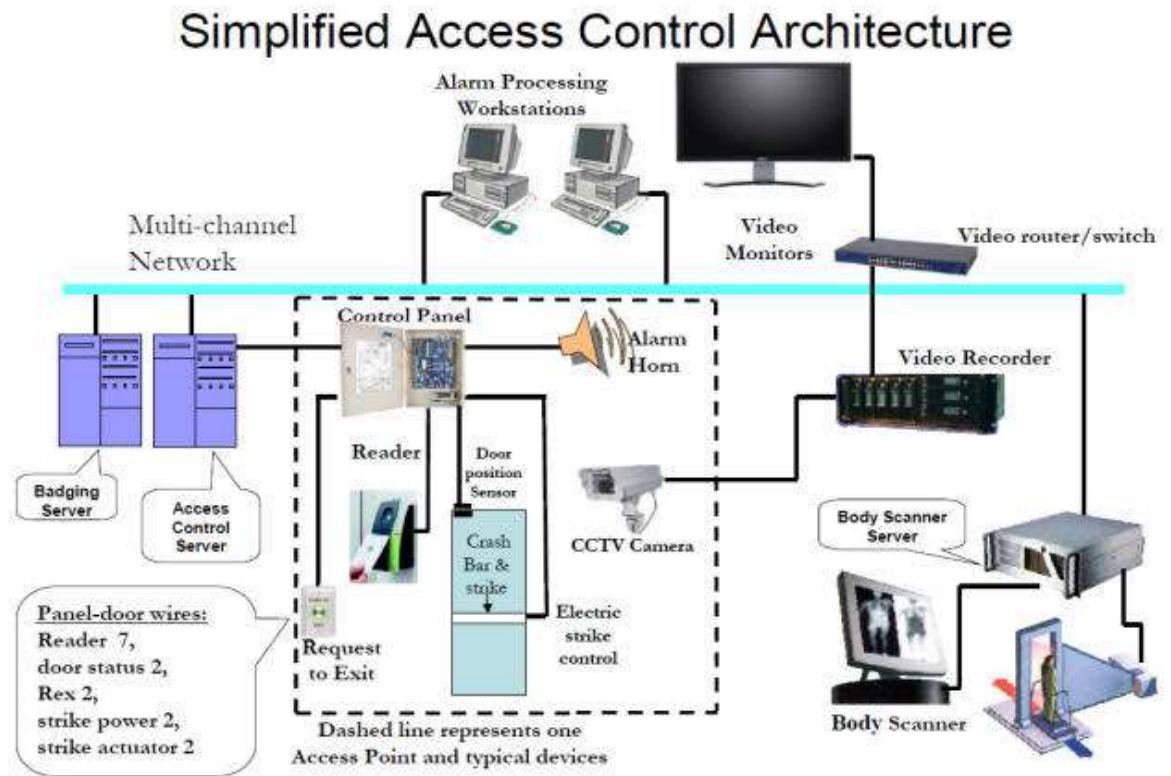 Simplified Access Control Architecture
Alarm Processing
Workstations
Multi-channel
Network
Video
Monitors
Video router/switch
Control Panel
Alarm
Horn
Video Recorder
Reader
Door
position
Sensor
Badging
Server
Access
Control
Server
Crash
Bar &
strike
CCTV Camera
Body Scanner
Server
Panel-door wires:
Reader 7,
door status 2,
Rex 2,
strike power 2,
strike actuator 2
Request
to Exit
Electric
strike
control
Body Scanner
Dashed line represents one
Access Point and typical devices